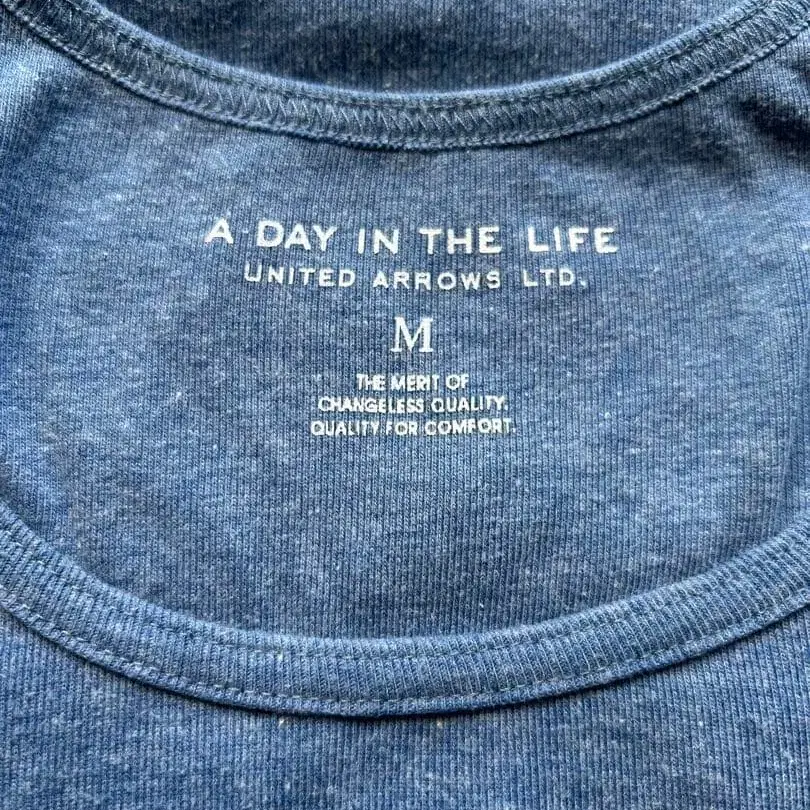 A DAY IN THE LIFE
UNITED ARROWS LTD.
M
THE MERIT OF
CHANGELESS QUALITY.
QUALITY FOR COMFORT.